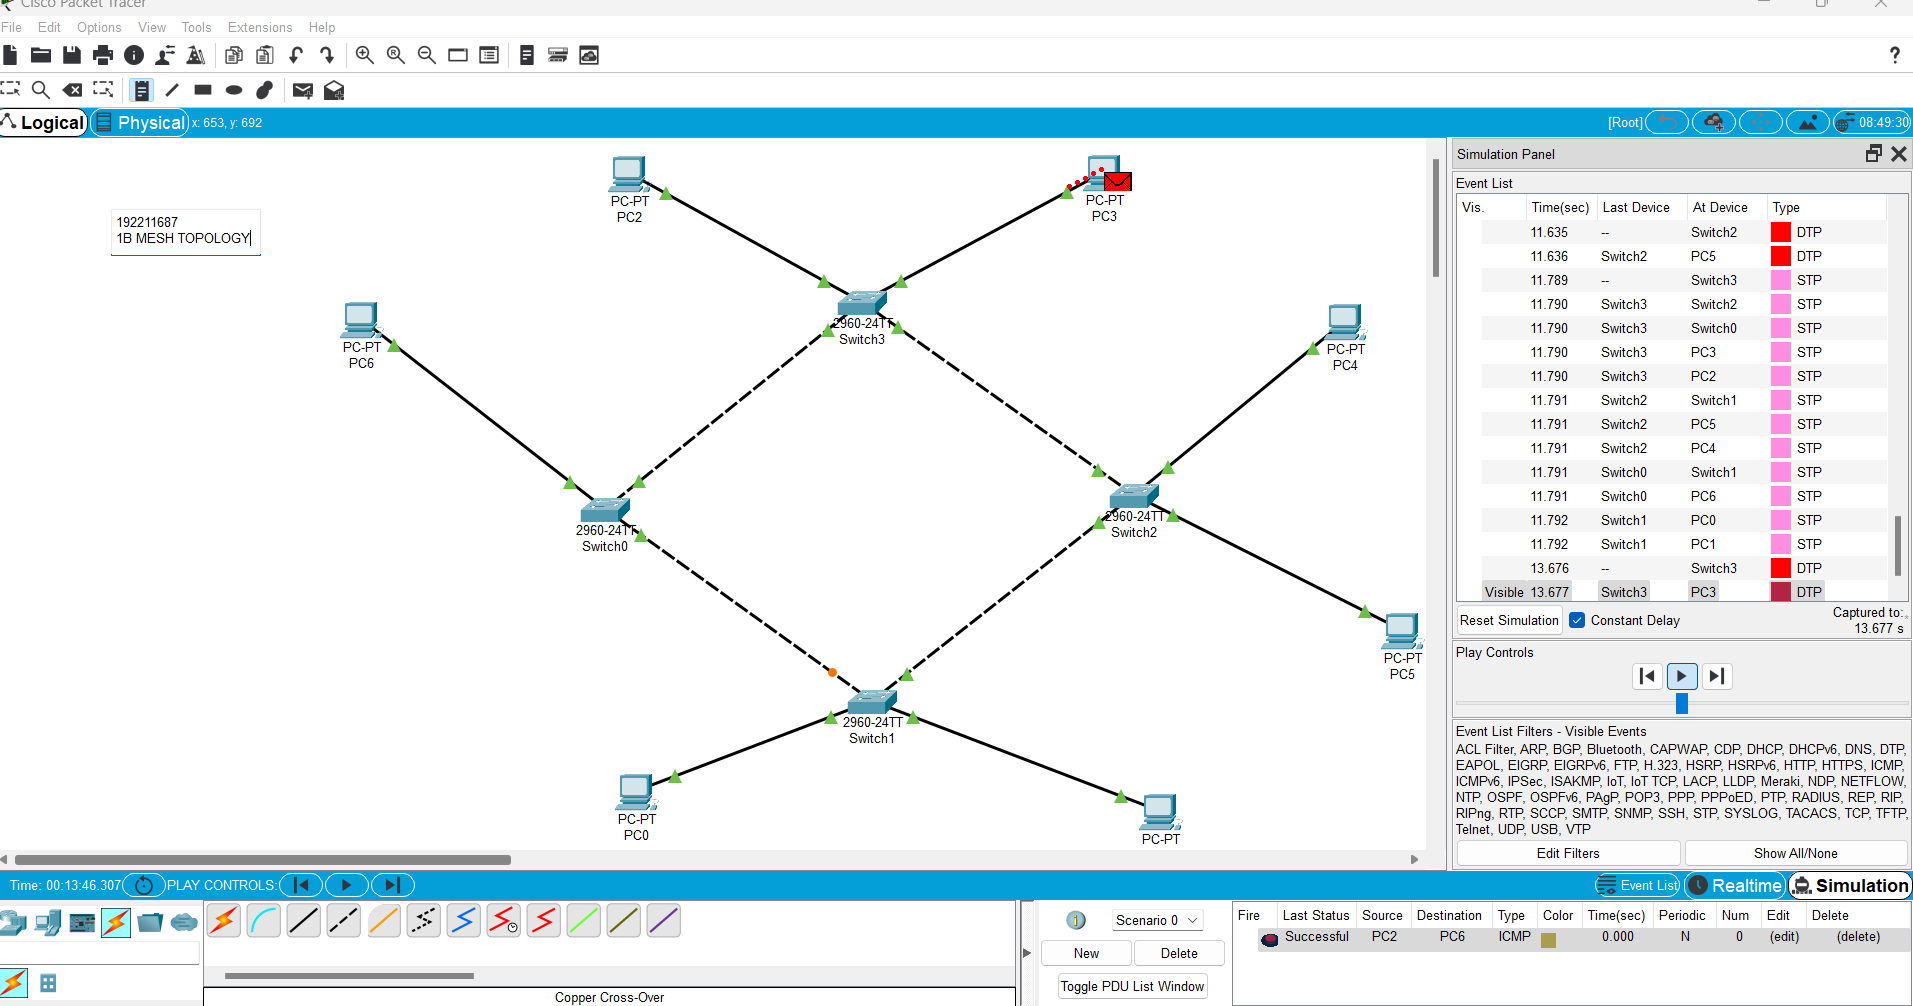 Cisco Packet Tracer
File Edit Options View Tools Extensions Help
?
Logical Physical x: 653, y: 692 [Root] 08:49:30
192211687
1B MESH TOPOLOGY
PC-PT
PC2
PC-PT
PC3
2960-24TT
Switch3
PC-PT
PC6
PC-PT
PC4
2960-24TT
Switch0
2960-24TT
Switch2
PC-PT
PC5
2960-24TT
Switch1
PC-PT
PC0
PC-PT
Simulation Panel
Event List
Vis. Time(sec) Last Device At Device Type
11.635 -- Switch2 DTP
11.636 Switch2 PC5 DTP
11.789 -- Switch3 STP
11.790 Switch3 Switch2 STP
11.790 Switch3 Switch0 STP
11.790 Switch3 PC3 STP
11.790 Switch3 PC2 STP
11.791 Switch2 Switch1 STP
11.791 Switch2 PC5 STP
11.791 Switch2 PC4 STP
11.791 Switch0 Switch1 STP
11.791 Switch0 PC6 STP
11.792 Switch1 PC0 STP
11.792 Switch1 PC1 STP
13.676 -- Switch3 DTP
Visible 13.677 Switch3 PC3 DTP
Reset Simulation Constant Delay Captured to:
13.677 s
Play Controls
Event List Filters - Visible Events
ACL Filter, ARP, BGP, Bluetooth, CAPWAP, CDP, DHCP, DHCPv6, DNS, DTP,
EAPOL, EIGRP, EIGRPv6, FTP, H.323, HSRP, HSRPv6, HTTP, HTTPS, ICMP,
ICMPv6, IPSec, ISAKMP, IoT, IoT TCP, LACP, LLDP, Meraki, NDP, NETFLOW,
NTP, OSPF, OSPFv6, PAgP, POP3, PPP, PPPoED, PTP, RADIUS, REP, RIP,
RIPng, RTP, SCCP, SMTP, SNMP, SSH, STP, SYSLOG, TACACS, TCP, TFTP,
Telnet, UDP, USB, VTP
Edit Filters Show All/None
Time: 00:13:46.307 PLAY CONTROLS: Event List Realtime Simulation
Copper Cross-Over
Scenario 0
New Delete
Toggle PDU List Window
Fire Last Status Source Destination Type Color Time(sec) Periodic Num Edit Delete
Successful PC2 PC6 ICMP 0.000 N 0 (edit) (delete)